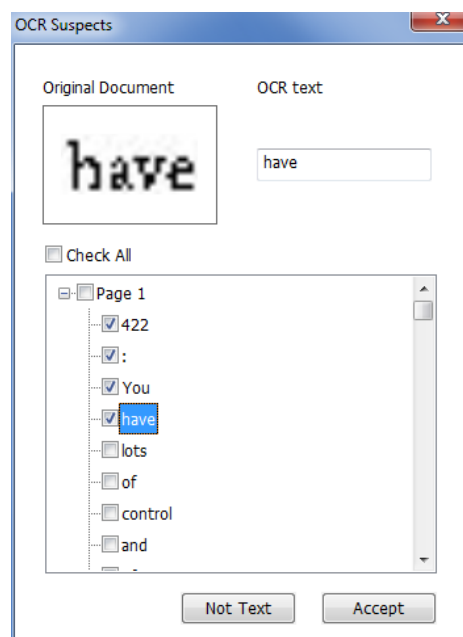 OCR Suspects
Original Document OCR text
have have
Check All
Page 1
422
:
You
have
lots
of
control
and
Not Text Accept